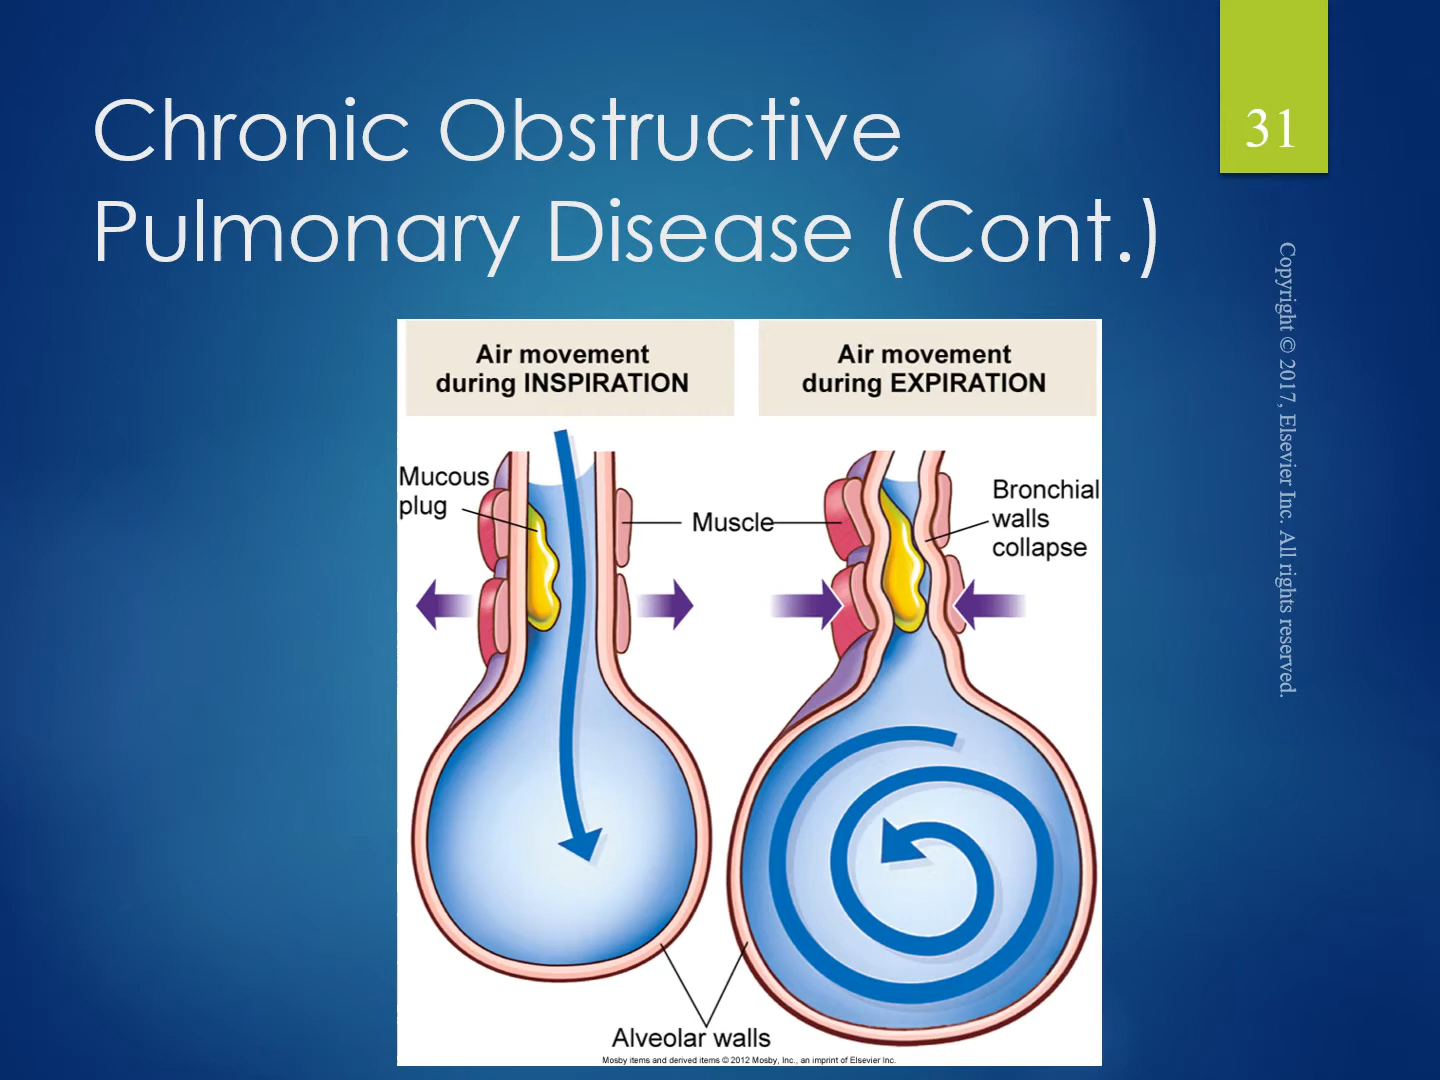 Chronic Obstructive
Pulmonary Disease (Cont.)
31
Copyright © 2017, Elsevier Inc. All rights reserved.
Air movement
during INSPIRATION
Air movement
during EXPIRATION
Mucous
plug
Muscle
Bronchial
walls
collapse
Alveolar walls
Mosby items and derived items © 2012 Mosby, Inc., an imprint of Elsevier Inc.